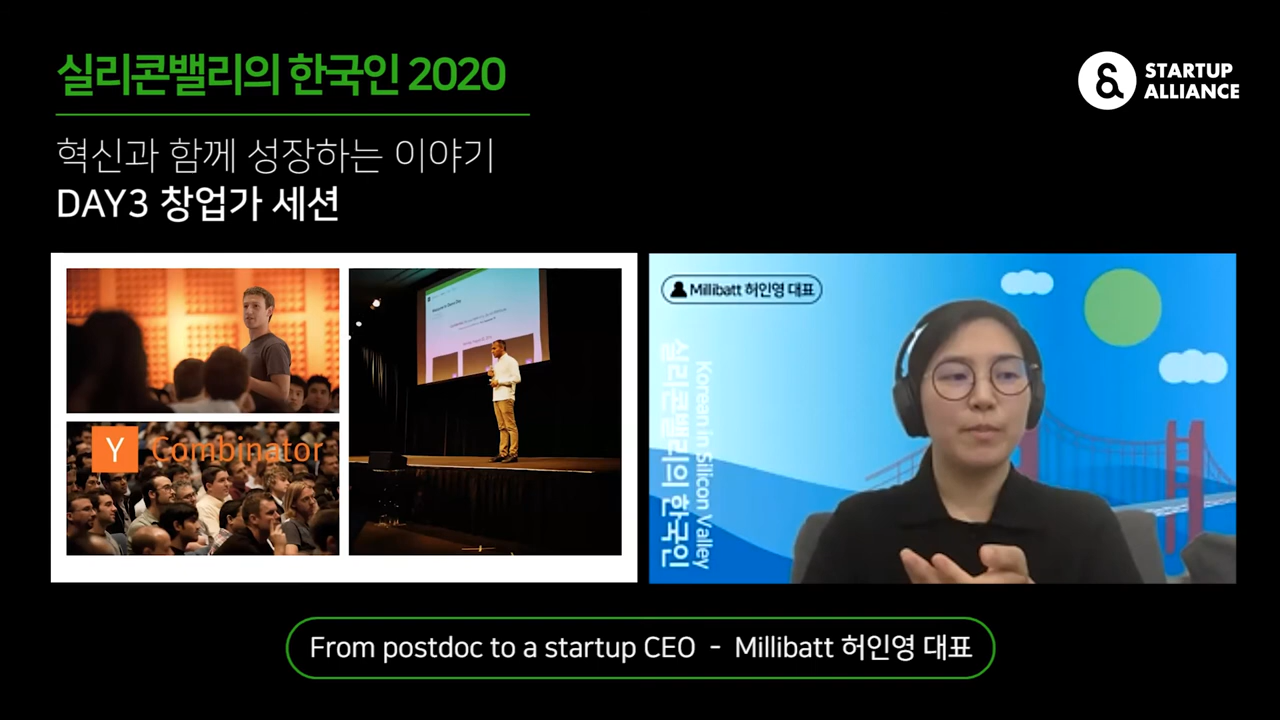 실리콘밸리의 한국인 2020
STARTUP
ALLIANCE
혁신과 함께 성장하는 이야기
DAY3 창업가 세션
Millibatt 허인영 대표
Korean in Silicon Valley
실리콘밸리의 한국인
Y Combinator
From postdoc to a startup CEO - Millibatt 허인영 대표